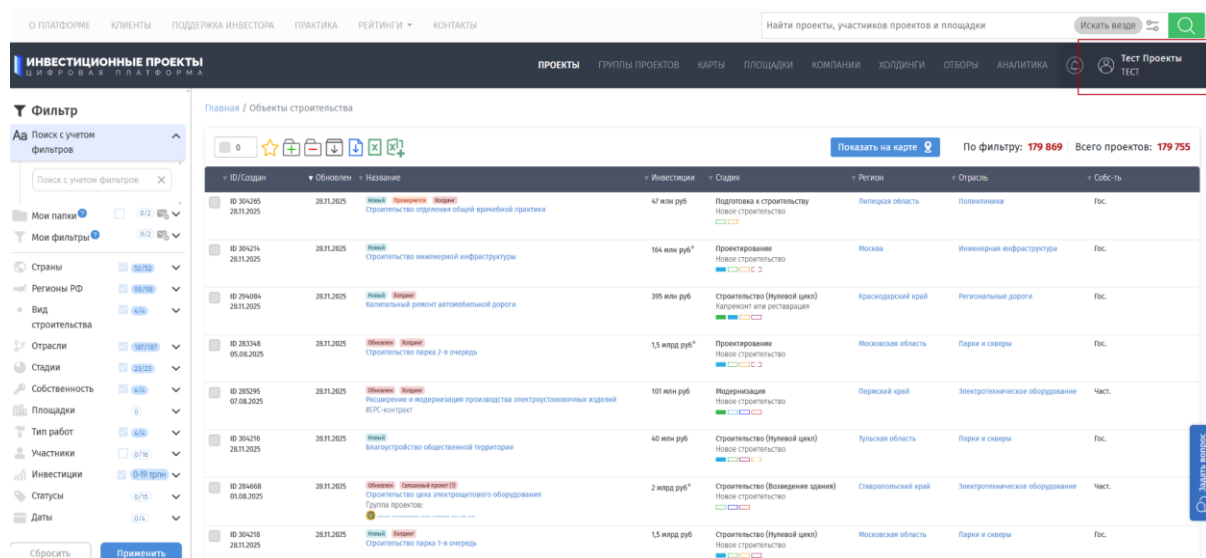 О ПЛАТФОРМЕ КЛИЕНТЫ ПОДДЕРЖКА ИНВЕСТОРА ПРАКТИКА РЕЙТИНГИ КОНТАКТЫ Найти проекты, участников проектов и площадки Искать везде
ИНВЕСТИЦИОННЫЕ ПРОЕКТЫ
ЦИФРОВАЯ ПЛАТФОРМА
ПРОЕКТЫ ГРУППЫ ПРОЕКТОВ КАРТЫ ПЛОЩАДКИ КОМПАНИИ ХОЛДИНГИ ОТБОРЫ АНАЛИТИКА
Тест Проекты
ТЕСТ
Фильтр
Аа Поиск с учетом фильтров
Поиск с учетом фильтров
Мои папки ? 0/2
Мои фильтры ? 0/2
Страны 52/52
Регионы РФ 98/98
Вид строительства 4/4
Отрасли 187/187
Стадии 23/23
Собственность 4/4
Площадки 0
Тип работ 4/4
Участники 0/16
Инвестиции 0-19 трлн
Статусы 0/15
Даты 0/4
Сбросить Применить
Главная / Объекты строительства
0 Показать на карте По фильтру: 179 869 Всего проектов: 179 755
ID/Создан Обновлен Название Инвестиции Стадия Регион Отрасль Собс-ть
Новый Проверяется Холдинг
ID 304265 28.11.2025 Строительство отделения общей врачебной практики 47 млн руб Подготовка к строительству Липецкая область Поликлиники Гос.
28.11.2025 Новое строительство
Новый
ID 304214 28.11.2025 Строительство инженерной инфраструктуры 164 млн руб* Проектирование Москва Инженерная инфраструктура Гос.
28.11.2025 Новое строительство
Новый Холдинг
ID 294084 28.11.2025 Капитальный ремонт автомобильной дороги 395 млн руб Строительство (Нулевой цикл) Краснодарский край Региональные дороги Гос.
28.11.2025 Капремонт или реставрация
Обновлен Холдинг
ID 283348 28.11.2025 Строительство парка 2-я очередь 1,5 млрд руб* Проектирование Московская область Парки и скверы Гос.
05.08.2025 Новое строительство
Обновлен Холдинг
ID 285295 28.11.2025 Расширение и модернизация производства электроустановочных изделий 101 млн руб Модернизация Пермский край Электротехническое оборудование Част.
07.08.2025 #EPC-контракт Новое строительство
Новый
ID 304216 28.11.2025 Благоустройство общественной территории 40 млн руб Строительство (Нулевой цикл) Тульская область Парки и скверы Гос.
28.11.2025 Новое строительство
Обновлен Связанный проект (1)
ID 284668 28.11.2025 Строительство цеха электрощитового оборудования 2 млрд руб* Строительство (Возведение здания) Ставропольский край Электротехническое оборудование Част.
01.08.2025 Группа проектов: Новое строительство
Новый Холдинг
ID 304218 28.11.2025 Строительство парка 1-я очередь 1,5 млрд руб Строительство (Нулевой цикл) Московская область Парки и скверы Гос.
28.11.2025 Новое строительство
Задать вопрос